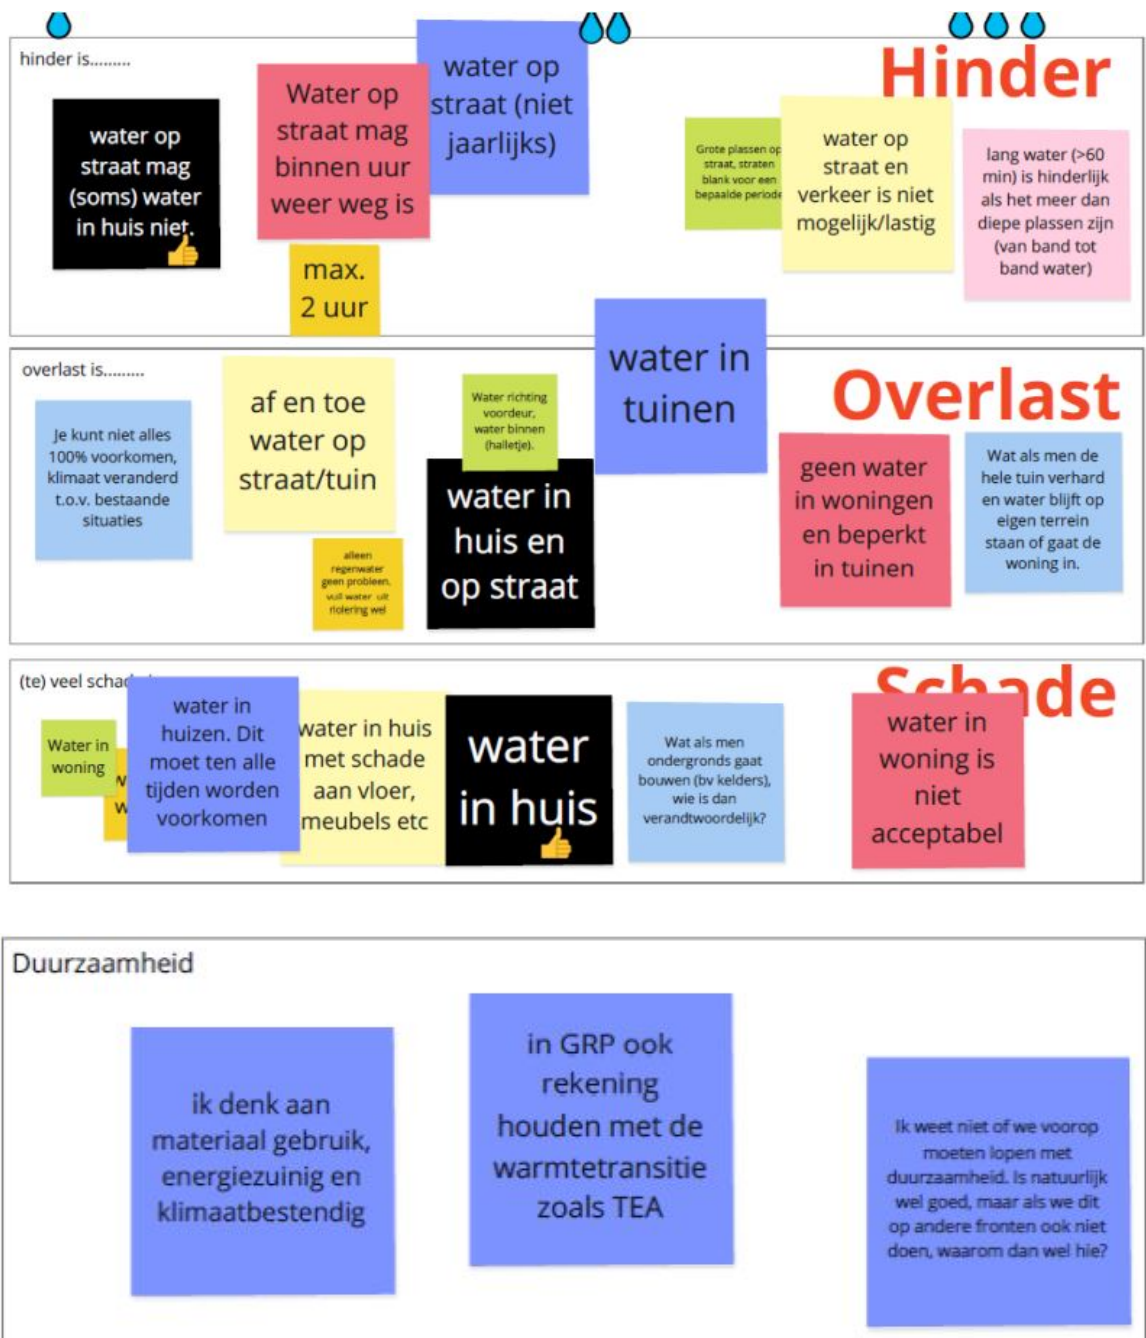 hinder is.........
Hinder
water op
straat mag
(soms) water
in huis niet.
Water op
straat mag
binnen uur
weer weg is
water op
straat (niet
jaarlijks)
max.
2 uur
Grote plassen op
straat, straten
blank voor een
bepaalde periode
water op
straat en
verkeer is niet
mogelijk/lastig
lang water (>60
min) is hinderlijk
als het meer dan
diepe plassen zijn
(van band tot
band water)
overlast is.........
Overlast
Je kunt niet alles
100% voorkomen,
klimaat veranderd
t.o.v. bestaande
situaties
af en toe
water op
straat/tuin
alleen
regenwater
geen probleem,
vuil water uit
riolering wel
Water richting
voordeur,
water binnen
(halletje).
water in
huis en
op straat
water in
tuinen
geen water
in woningen
en beperkt
in tuinen
Wat als men de
hele tuin verhard
en water blijft op
eigen terrein
staan of gaat de
woning in.
(te) veel schad
Schade
Water in
woning
w
w
water in
huizen. Dit
moet ten alle
tijden worden
voorkomen
water in huis
met schade
aan vloer,
meubels etc
water
in huis
Wat als men
ondergronds gaat
bouwen (bv kelders),
wie is dan
verandtwoordelijk?
water in
woning is
niet
acceptabel
Duurzaamheid
ik denk aan
materiaal gebruik,
energiezuinig en
klimaatbestendig
in GRP ook
rekening
houden met de
warmtetransitie
zoals TEA
Ik weet niet of we voorop
moeten lopen met
duurzaamheid. Is natuurlijk
wel goed, maar als we dit
op andere fronten ook niet
doen, waarom dan wel hie?